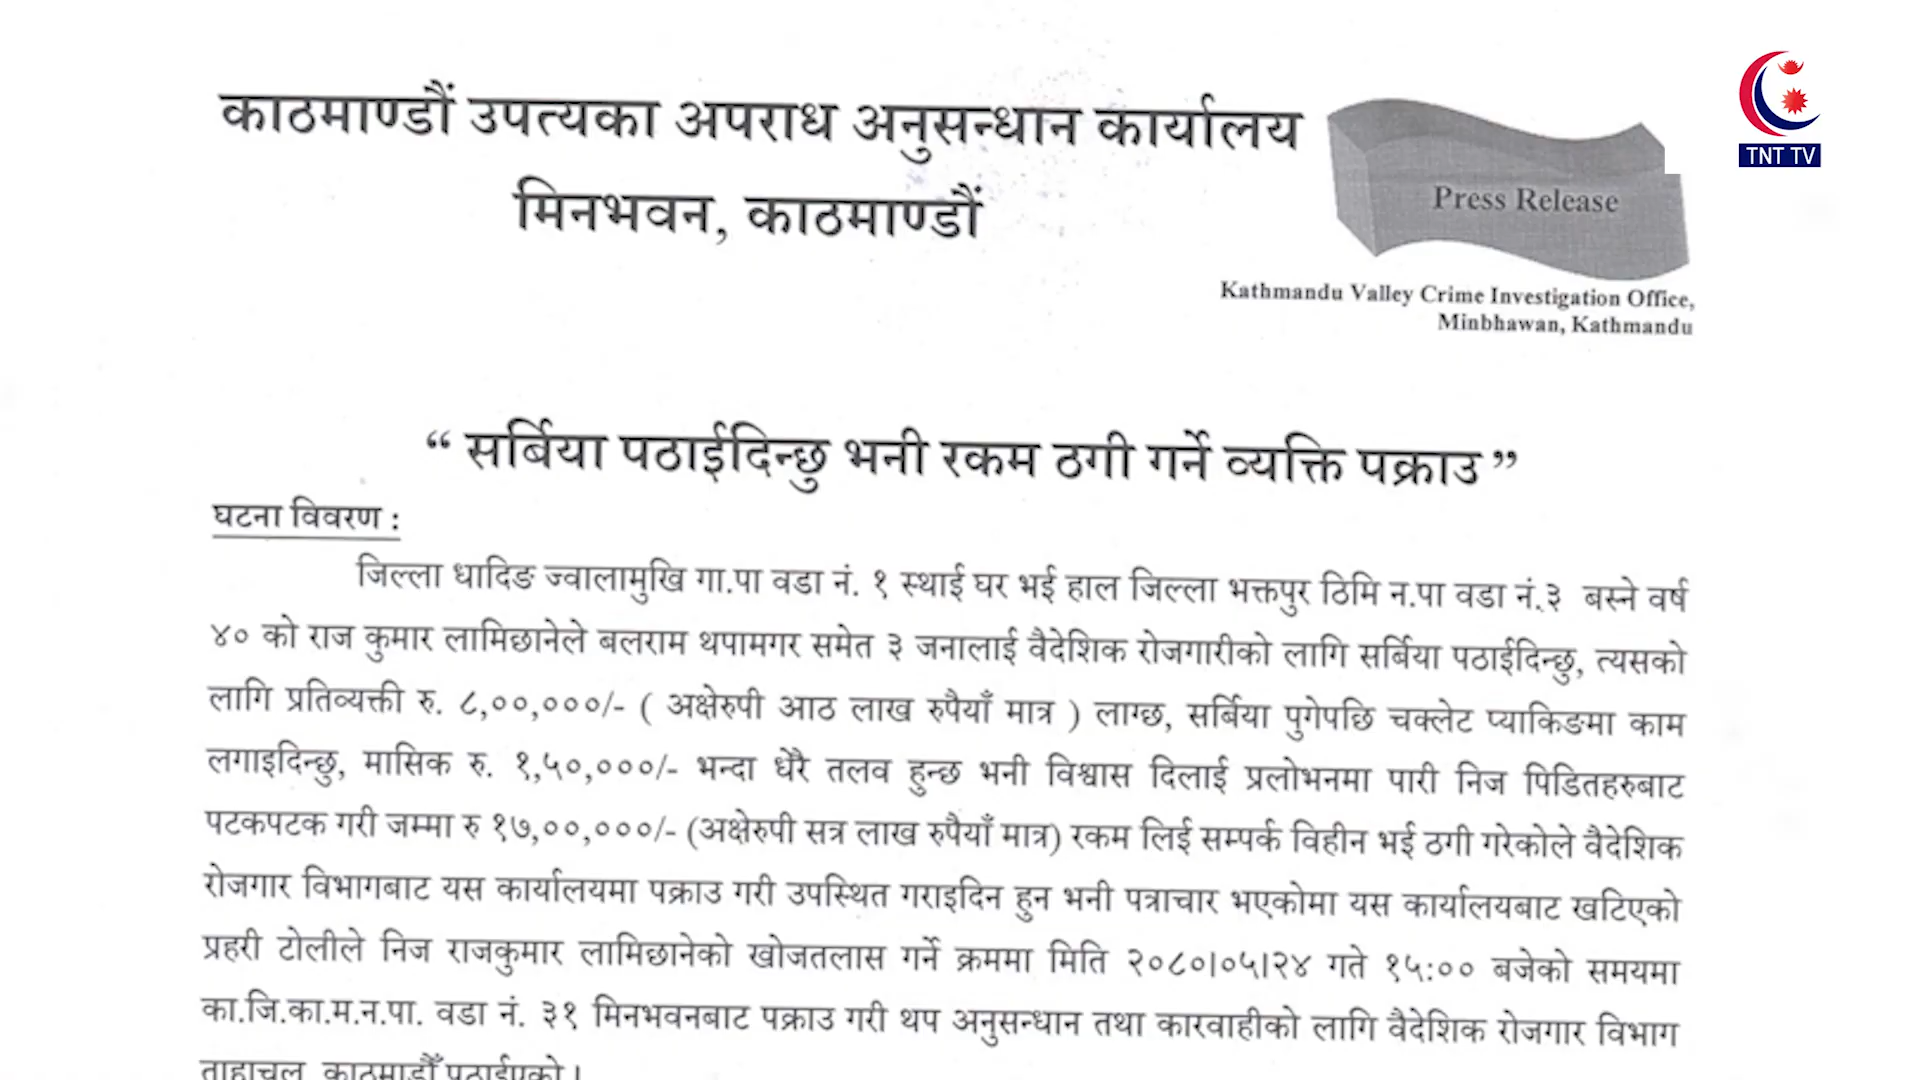 काठमाण्डौं उपत्यका अपराध अनुसन्धान कार्यालय
मिनभवन, काठमाण्डौं
TNT TV
Press Release
Kathmandu Valley Crime Investigation Office,
Minbhawan, Kathmandu
“ सर्बिया पठाईदिन्छु भनी रकम ठगी गर्ने व्यक्ति पक्राउ ”
घटना विवरण :
जिल्ला धादिङ ज्वालामुखि गा.पा वडा नं. १ स्थाई घर भई हाल जिल्ला भक्तपुर ठिमि न.पा वडा नं.३ बस्ने वर्ष
४० को राज कुमार लामिछानेले बलराम थपामगर समेत ३ जनालाई वैदेशिक रोजगारीको लागि सर्बिया पठाईदिन्छु, त्यसको
लागि प्रतिव्यक्ती रु. ८,००,०००/- ( अक्षेरुपी आठ लाख रुपैयाँ मात्र ) लाग्छ, सर्बिया पुगेपछि चक्लेट प्याकिङमा काम
लगाइदिन्छु, मासिक रु. १,५०,०००/- भन्दा धेरै तलव हुन्छ भनी विश्वास दिलाई प्रलोभनमा पारी निज पिडितहरुबाट
पटकपटक गरी जम्मा रु १७,००,०००/- (अक्षेरुपी सत्र लाख रुपैयाँ मात्र) रकम लिई सम्पर्क विहीन भई ठगी गरेकोले वैदेशिक
रोजगार विभागबाट यस कार्यालयमा पक्राउ गरी उपस्थित गराइदिन हुन भनी पत्राचार भएकोमा यस कार्यालयबाट खटिएको
प्रहरी टोलीले निज राजकुमार लामिछानेको खोजतलास गर्ने क्रममा मिति २०८०।०५।२४ गते १५:०० बजेको समयमा
का.जि.का.म.न.पा. वडा नं. ३१ मिनभवनबाट पक्राउ गरी थप अनुसन्धान तथा कारवाहीको लागि वैदेशिक रोजगार विभाग
ताहाचल, काठमाडौँ पठाईएको ।